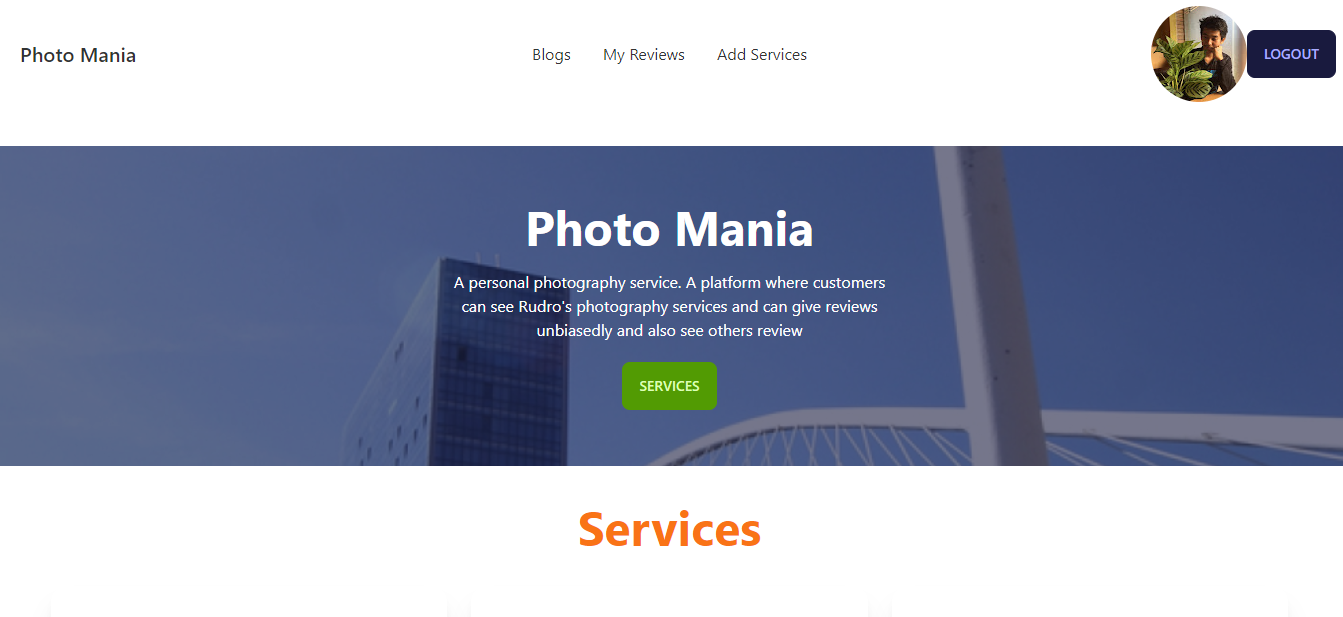 Photo Mania
Blogs
My Reviews
Add Services
LOGOUT
Photo Mania
A personal photography service. A platform where customers
can see Rudro's photography services and can give reviews
unbiasedly and also see others review
SERVICES
Services